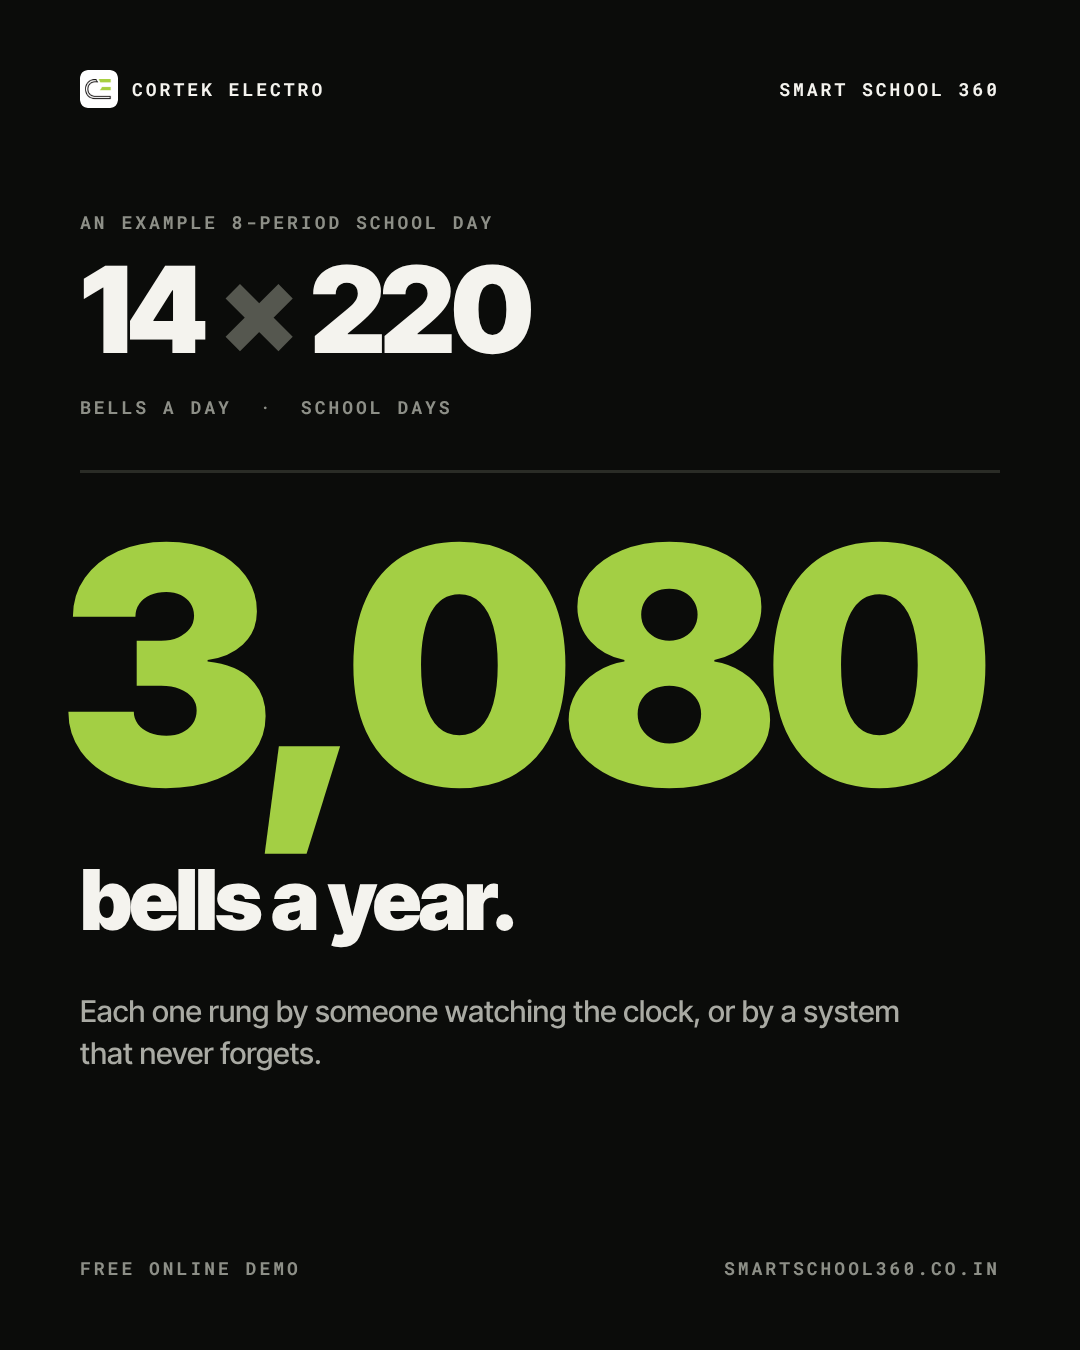 CORTEK ELECTRO
SMART SCHOOL 360
AN EXAMPLE 8-PERIOD SCHOOL DAY
14 × 220
BELLS A DAY · SCHOOL DAYS
3,080
bells a year.
Each one rung by someone watching the clock, or by a system
that never forgets.
FREE ONLINE DEMO
SMARTSCHOOL360.CO.IN